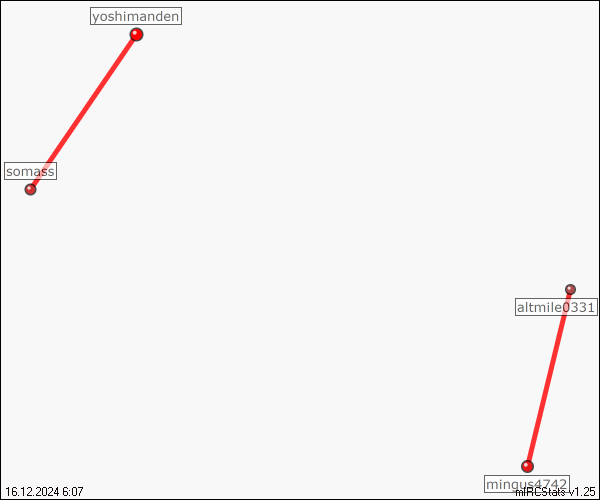 yoshimanden
somass
altmile0331
mingus4742
16.12.2024 6:07
mIRCStats v1.25